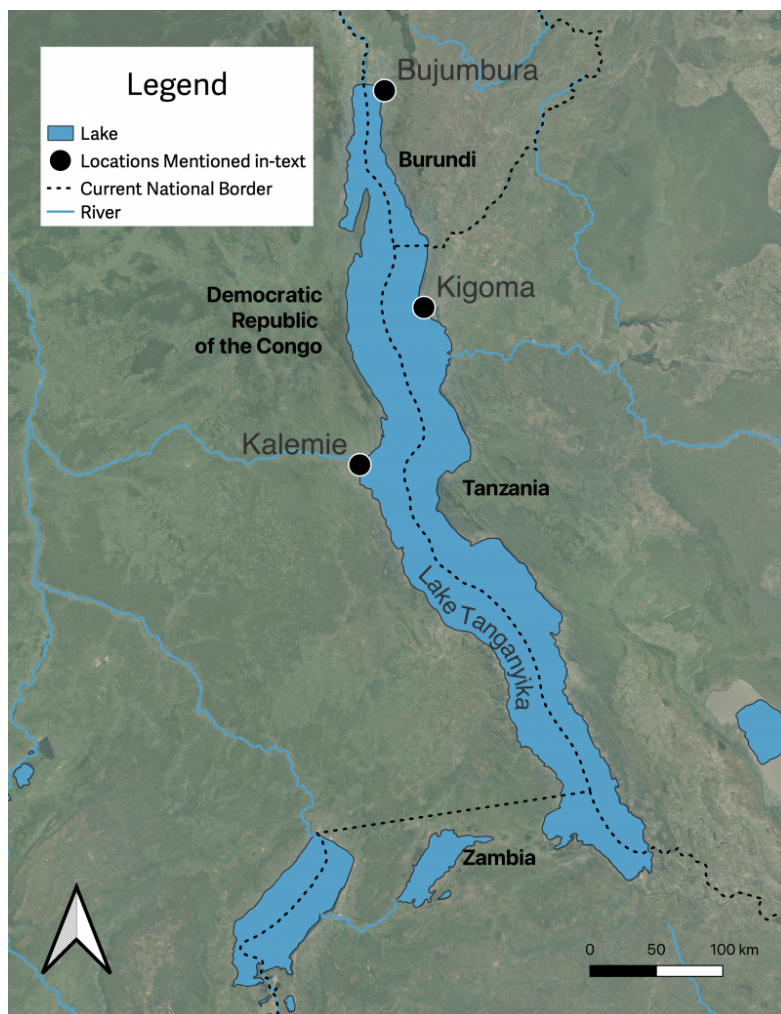 Legend
Lake
Locations Mentioned in-text
Current National Border
River
Bujumbura
Burundi
Kigoma
Democratic
Republic
of the Congo
Kalemie
Tanzania
Lake Tanganyika
Zambia
0 50 100 km